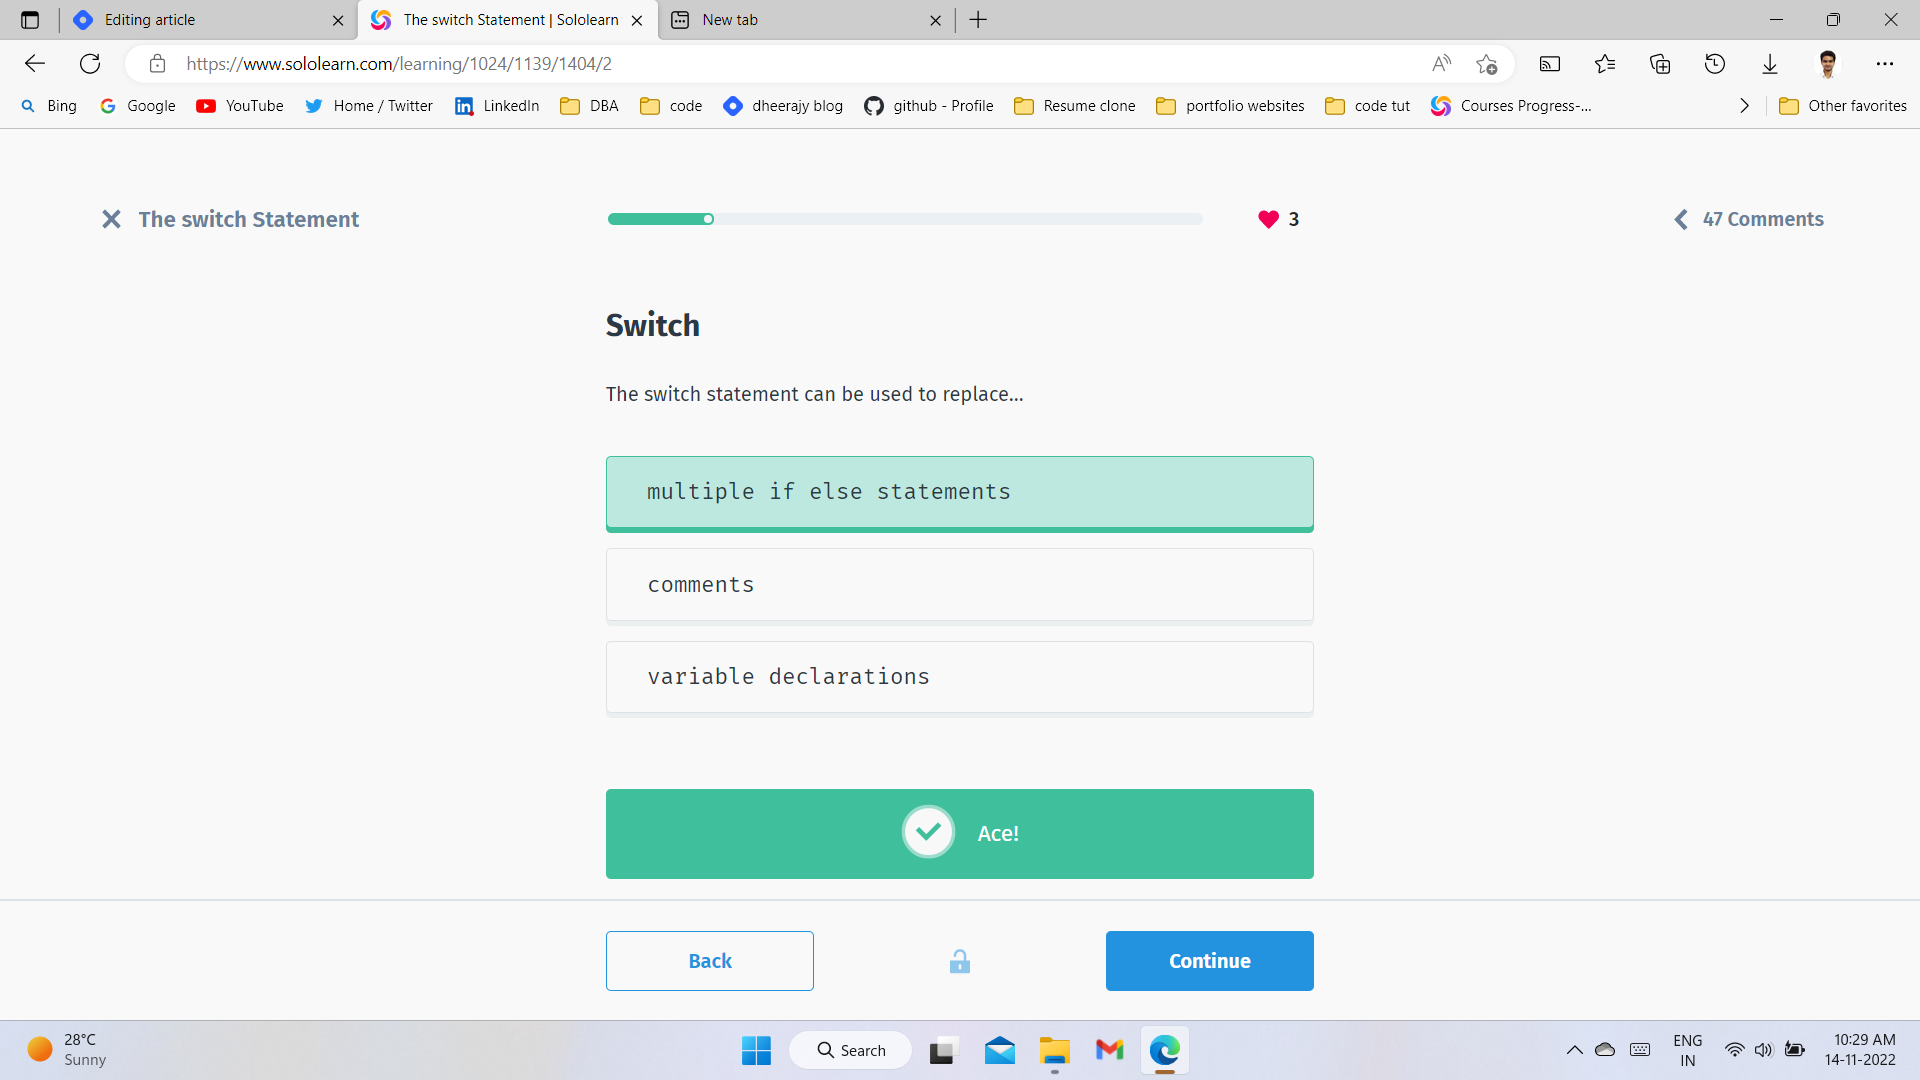 Editing article
The switch Statement | Sololearn
New tab
https://www.sololearn.com/learning/1024/1139/1404/2
Bing
Google
YouTube
Home / Twitter
LinkedIn
DBA
code
dheerajy blog
github - Profile
Resume clone
portfolio websites
code tut
Courses Progress-...
Other favorites
The switch Statement
3
47 Comments
Switch
The switch statement can be used to replace...
multiple if else statements
comments
variable declarations
Ace!
Back
Continue
28°C
Sunny
Search
ENG
IN
10:29 AM
14-11-2022